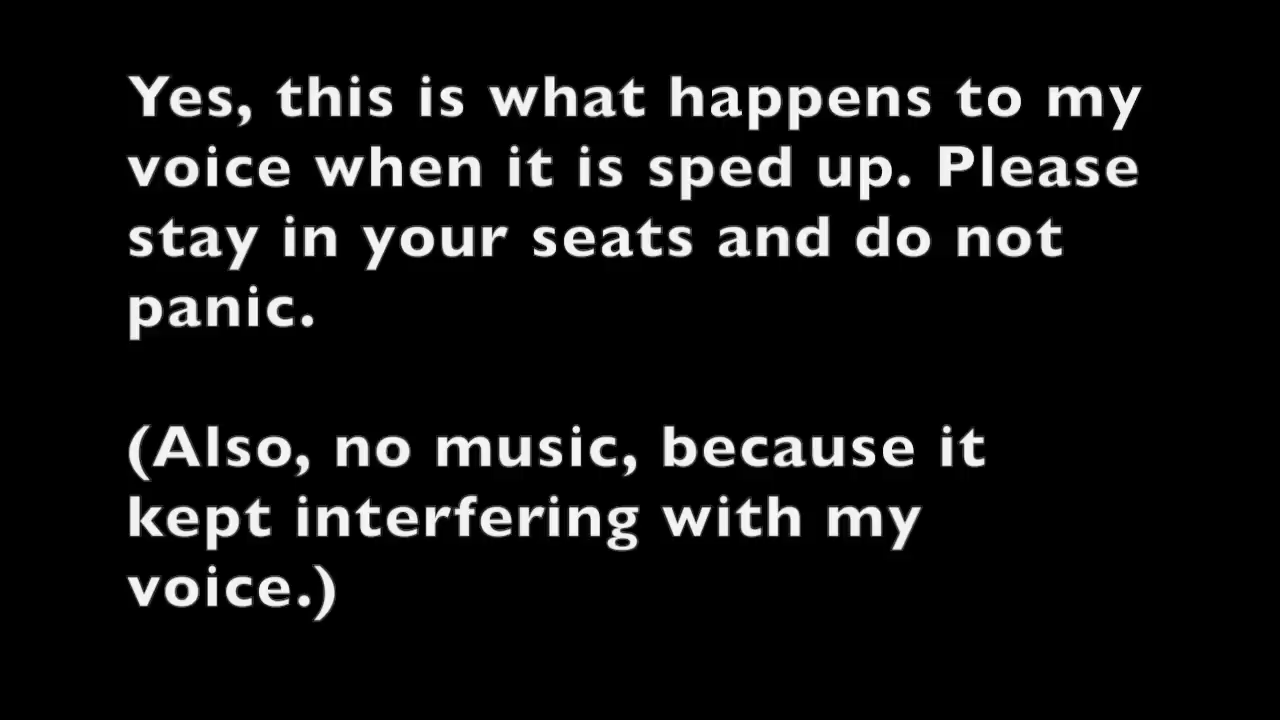 Yes, this is what happens to my
voice when it is sped up. Please
stay in your seats and do not
panic.
(Also, no music, because it
kept interfering with my
voice.)